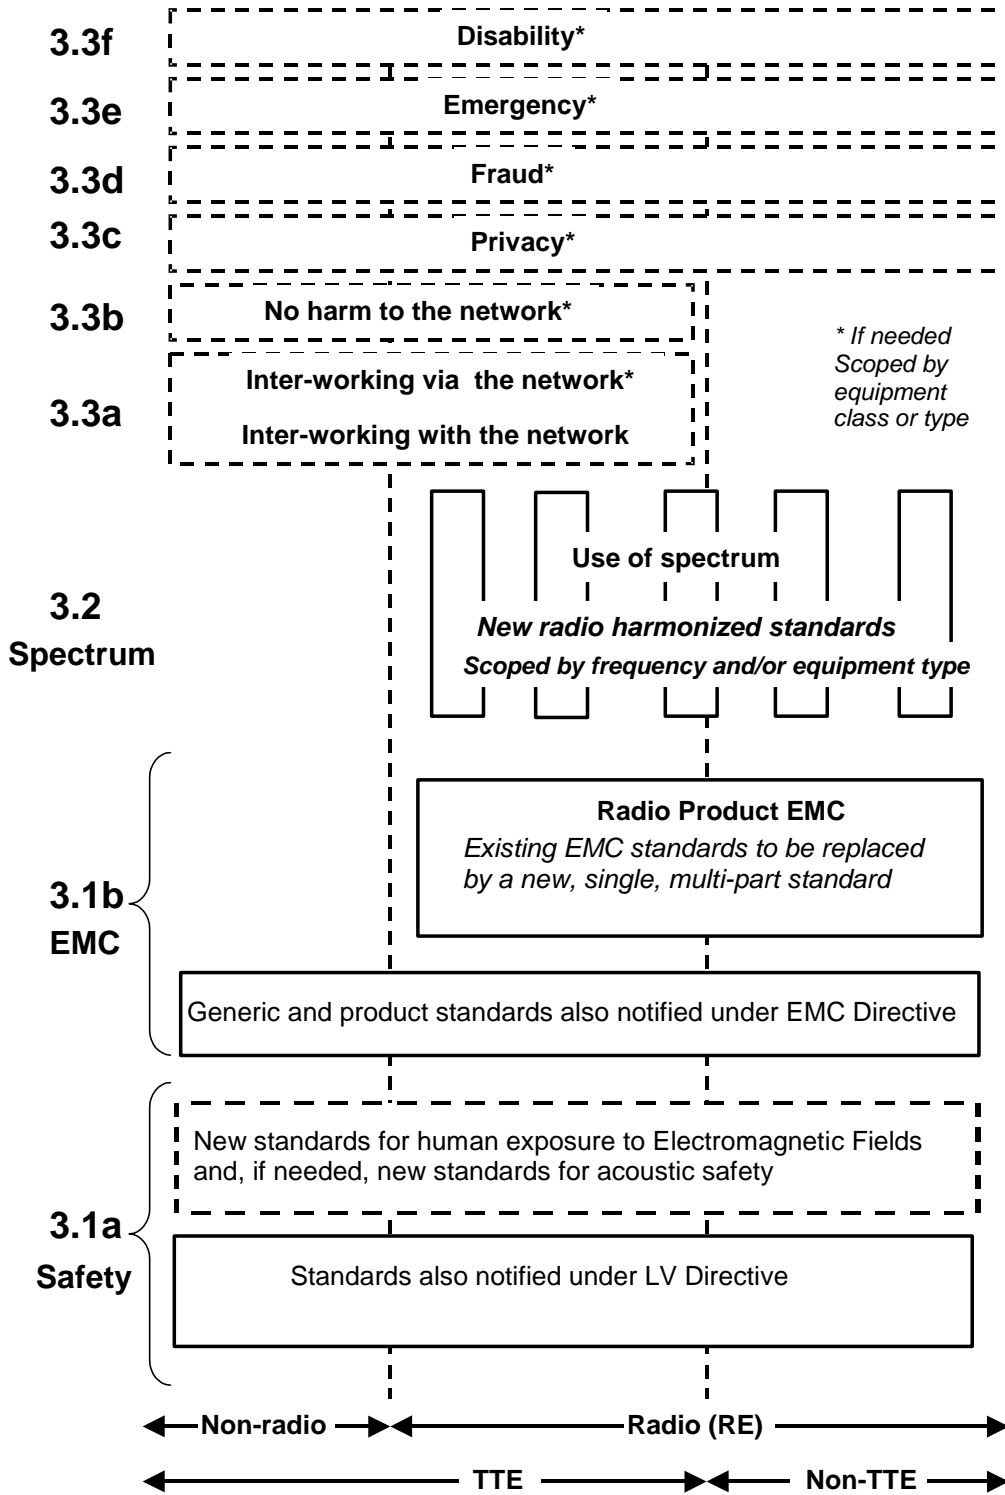 3.3f
Disability*
3.3e
Emergency*
3.3d
Fraud*
3.3c
Privacy*
3.3b
No harm to the network*
* If needed
Scoped by
equipment
class or type
3.3a
Inter-working via the network*
Inter-working with the network
3.2
Spectrum
Use of spectrum
New radio harmonized standards
Scoped by frequency and/or equipment type
3.1b
EMC
Radio Product EMC
Existing EMC standards to be replaced
by a new, single, multi-part standard
Generic and product standards also notified under EMC Directive
3.1a
Safety
New standards for human exposure to Electromagnetic Fields
and, if needed, new standards for acoustic safety
Standards also notified under LV Directive
Non-radio
Radio (RE)
TTE
Non-TTE